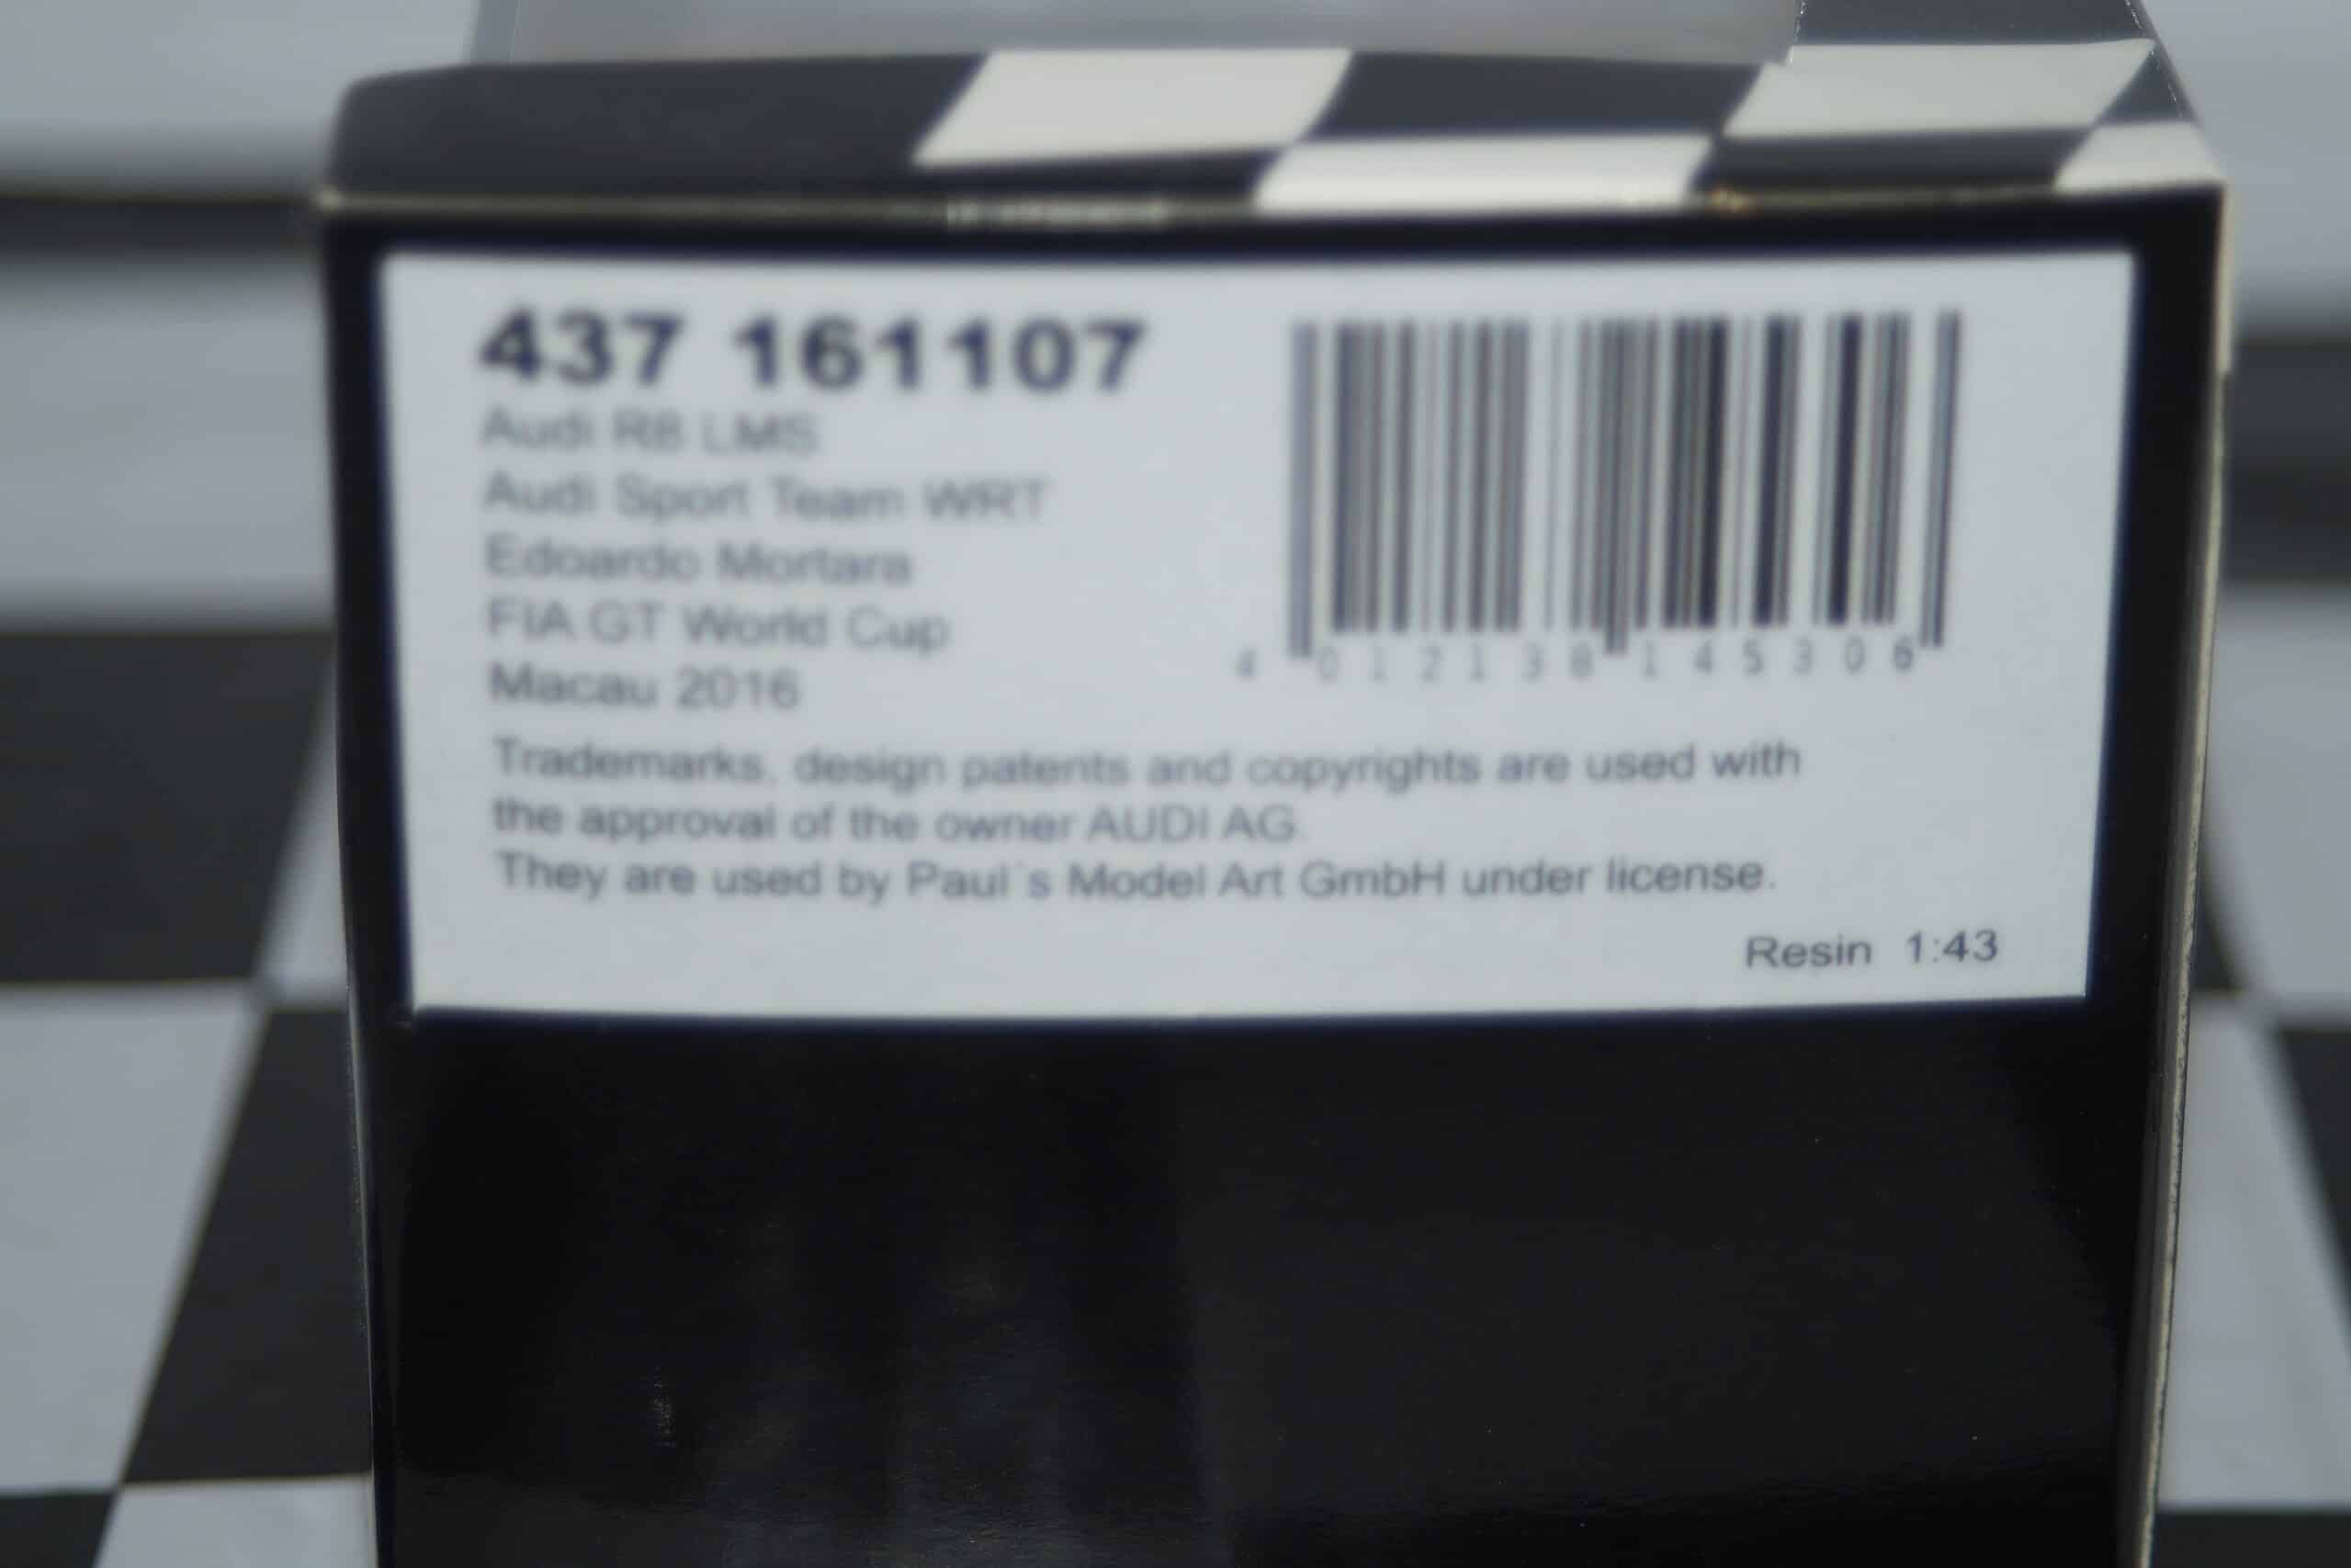 437 161107
Audi R8 LMS
Audi Sport Team WRT
Edoardo Mortara
FIA GT World Cup
Macau 2016
4 012138 145306
Trademarks, design patents and copyrights are used with
the approval of the owner AUDI AG.
They are used by Paul´s Model Art GmbH under license.
Resin 1:43